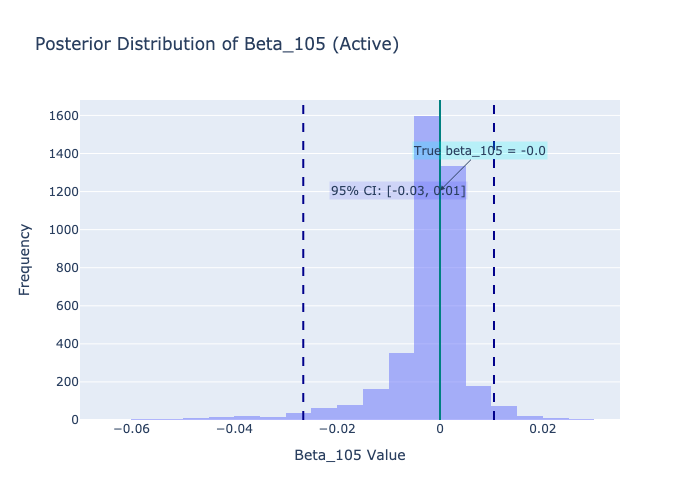 Posterior Distribution of Beta_105 (Active)
1600
1400
1200
1000
800
600
400
200
0
Frequency
True beta_105 = -0.0
95% CI: [-0.03, 0.01]
−0.06
−0.04
−0.02
0
0.02
Beta_105 Value